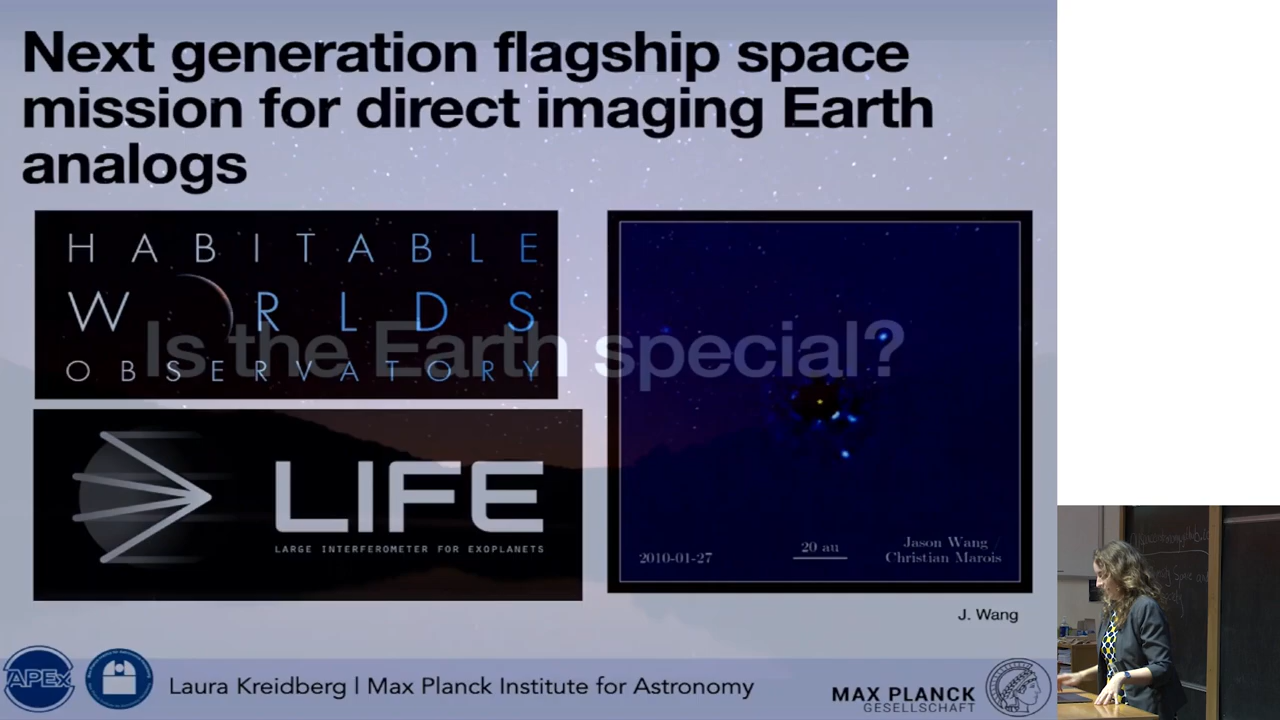 Next generation flagship space
mission for direct imaging Earth
analogs
HABITABLE
WORLDS
OBSERVATORY
Is the Earth special?
LIFE
LARGE INTERFEROMETER FOR EXOPLANETS
2010-01-27
20 au
Jason Wang
Christian Marois
J. Wang
APEx
Laura Kreidberg | Max Planck Institute for Astronomy
MAX PLANCK
GESELLSCHAFT